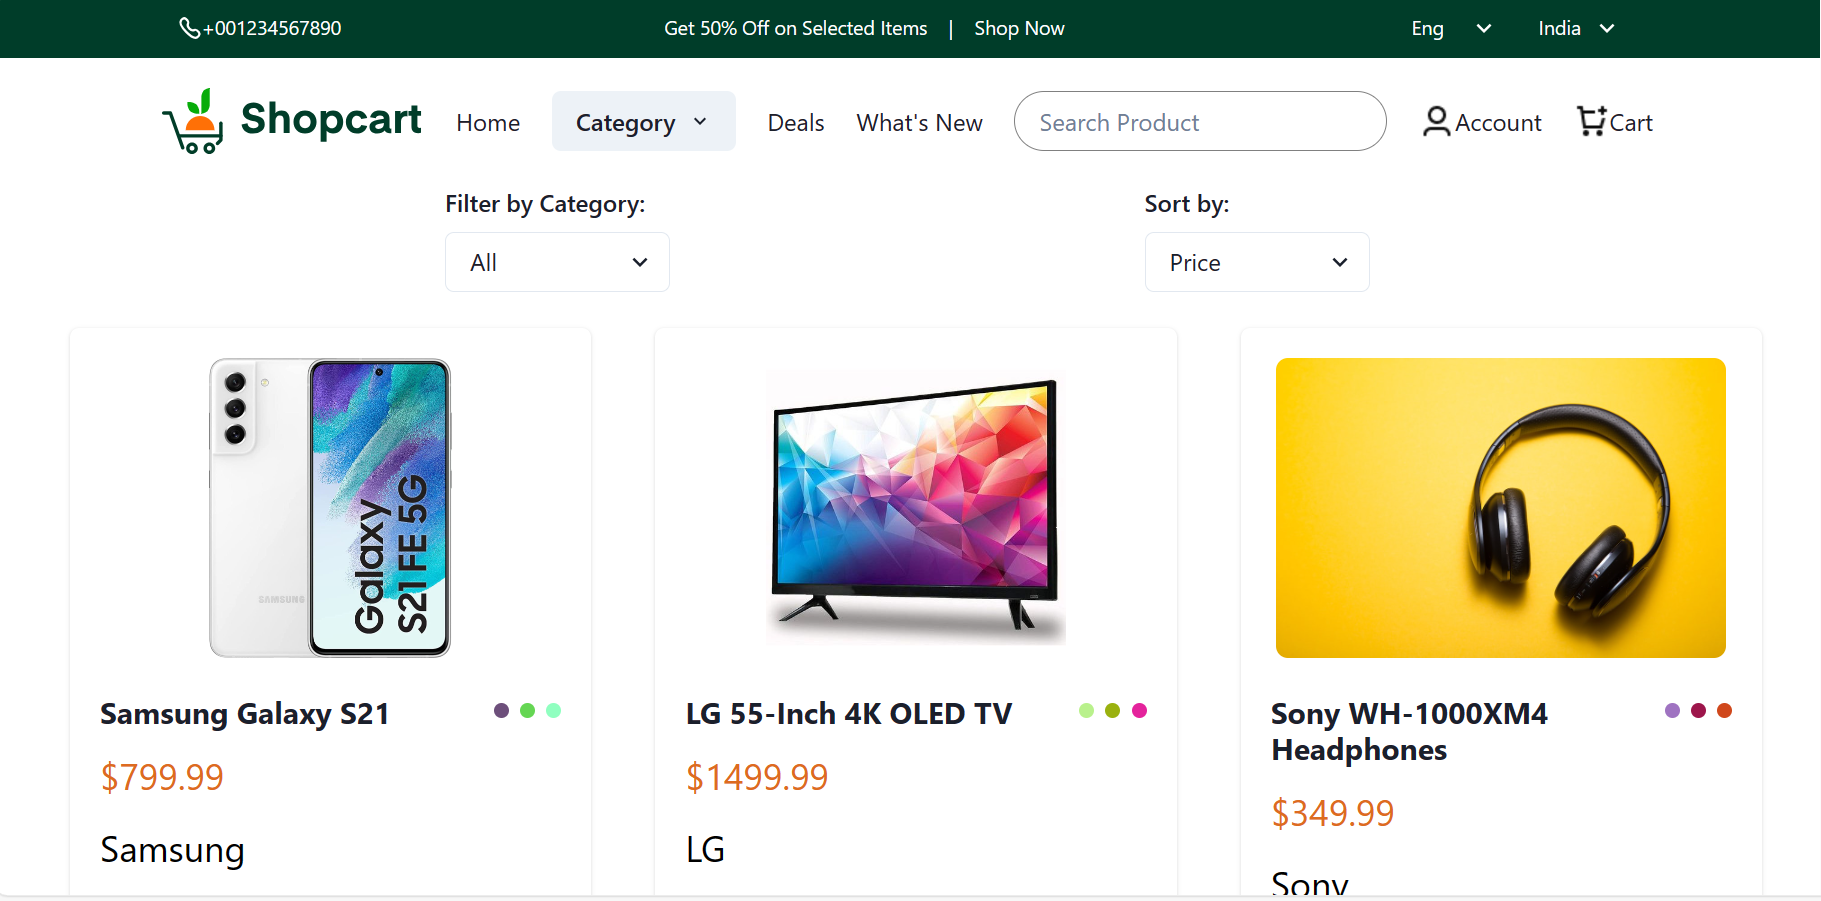 +001234567890
Get 50% Off on Selected Items | Shop Now
Eng
India
Shopcart
Home
Category
Deals
What's New
Search Product
Account
Cart
Filter by Category:
All
Sort by:
Price
Galaxy
S21 FE 5G
SAMSUNG
Samsung Galaxy S21
$799.99
Samsung
LG 55-Inch 4K OLED TV
$1499.99
LG
Sony WH-1000XM4
Headphones
$349.99
Sony